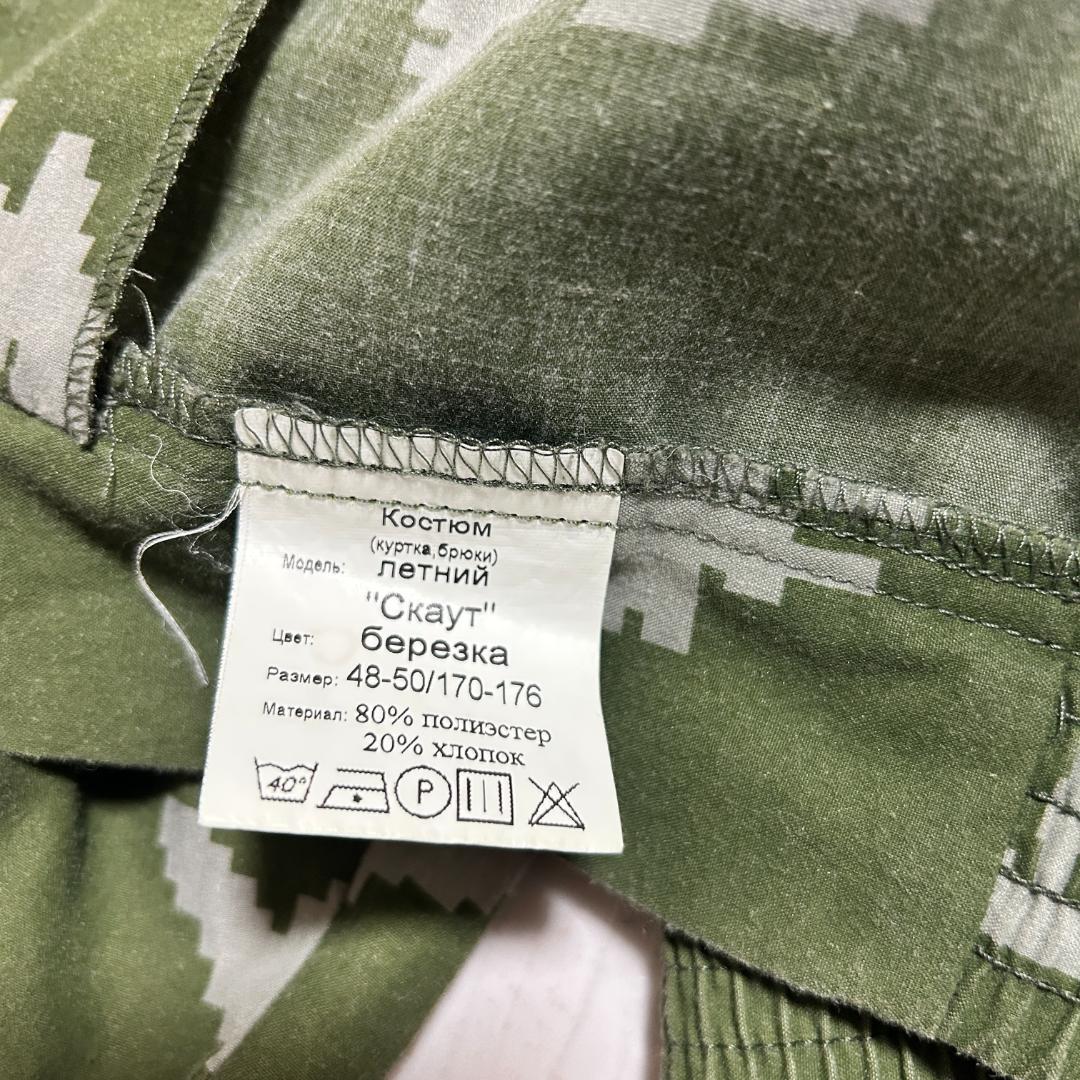 Костюм
(куртка,брюки)
Модель: летний
"Скаут"
Цвет: березка
Размер: 48-50/170-176
Материал: 80% полиэстер
20% хлопок
40° P